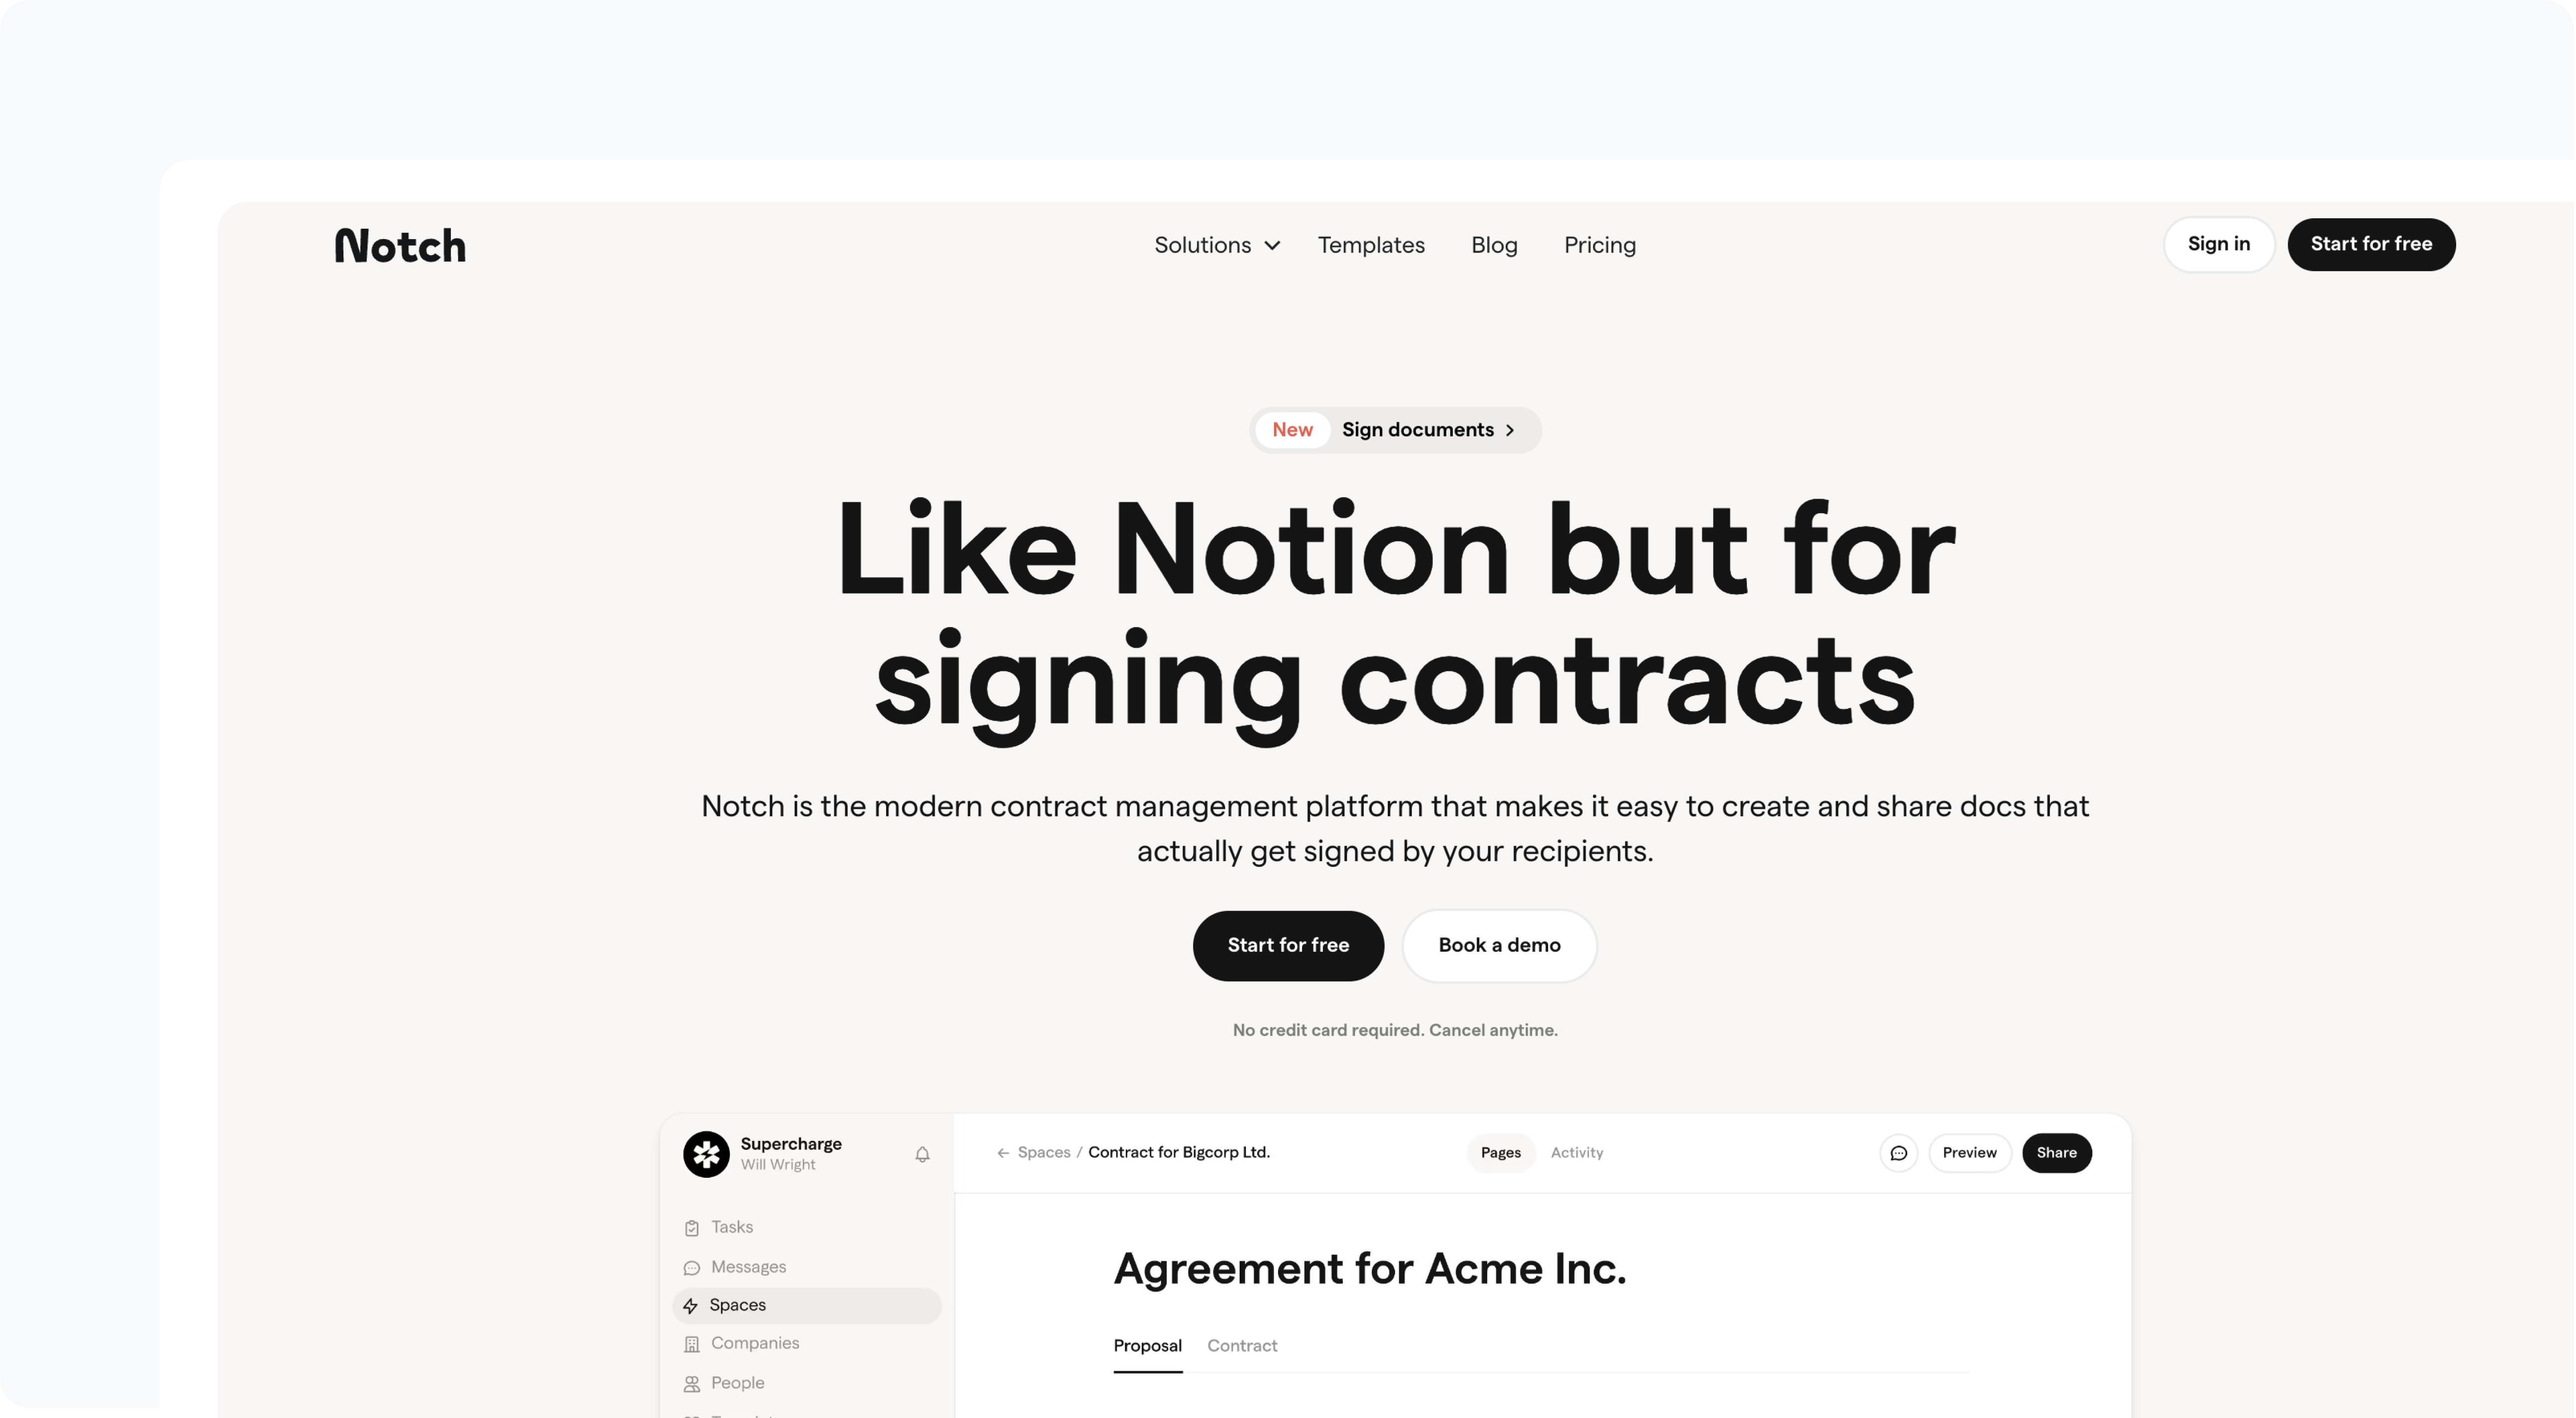 Notch
Solutions
Templates
Blog
Pricing
Sign in
Start for free
New
Sign documents
Like Notion but for
signing contracts
Notch is the modern contract management platform that makes it easy to create and share docs that
actually get signed by your recipients.
Start for free
Book a demo
No credit card required. Cancel anytime.
Supercharge
Will Wright
Spaces / Contract for Bigcorp Ltd.
Pages
Activity
Preview
Share
Tasks
Messages
Spaces
Companies
People
Agreement for Acme Inc.
Proposal
Contract